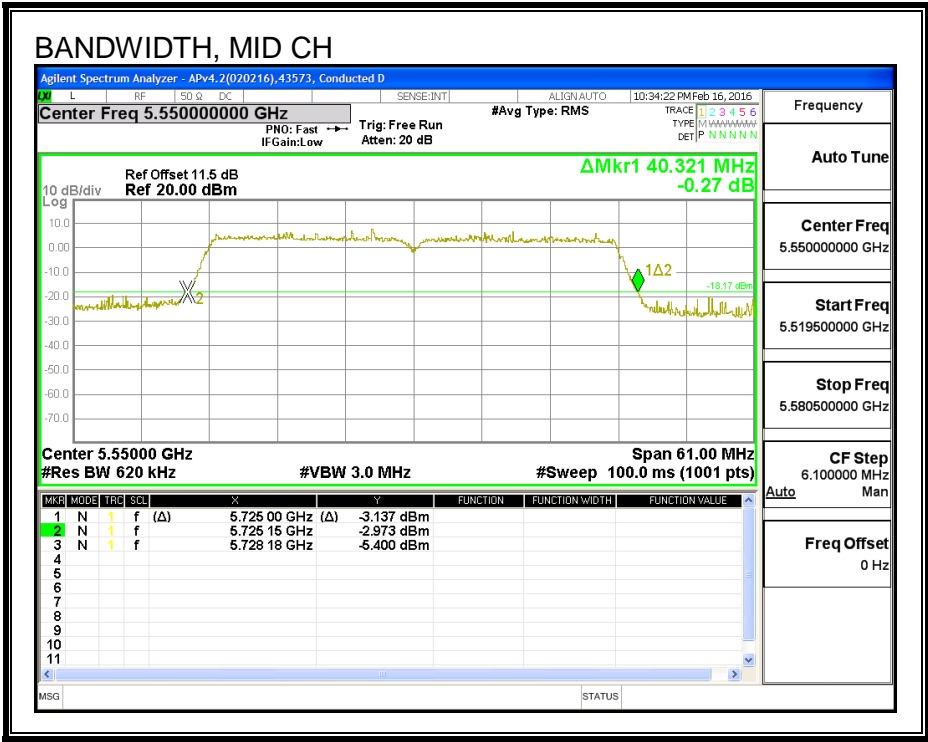 BANDWIDTH, MID CH
Agilent Spectrum Analyzer - APv4.2(020216),43573, Conducted D
LXI L RF 50 Ω DC SENSE:INT ALIGNAUTO 10:34:22 PM Feb 16, 2016
Center Freq 5.550000000 GHz #Avg Type: RMS TRACE 1 2 3 4 5 6
PNO: Fast Trig: Free Run TYPE M WWWWW
IFGain:Low Atten: 20 dB DET P N N N N N
ΔMkr1 40.321 MHz
Ref Offset 11.5 dB
10 dB/div Ref 20.00 dBm -0.27 dB
Log
10.0
0.00
-10.0
1Δ2
-18.17 dBm
-20.0
2
-30.0
-40.0
-50.0
-60.0
-70.0
Center 5.55000 GHz Span 61.00 MHz
#Res BW 620 kHz #VBW 3.0 MHz #Sweep 100.0 ms (1001 pts)
MKR MODE TRC SCL X Y FUNCTION FUNCTION WIDTH FUNCTION VALUE
1 N 1 f (Δ) 5.725 00 GHz (Δ) -3.137 dBm
2 N 1 f 5.725 15 GHz -2.973 dBm
3 N 1 f 5.728 18 GHz -5.400 dBm
4
5
6
7
8
9
10
11
MSG STATUS
Frequency
Auto Tune
Center Freq
5.550000000 GHz
Start Freq
5.519500000 GHz
Stop Freq
5.580500000 GHz
CF Step
6.100000 MHz
Auto Man
Freq Offset
0 Hz